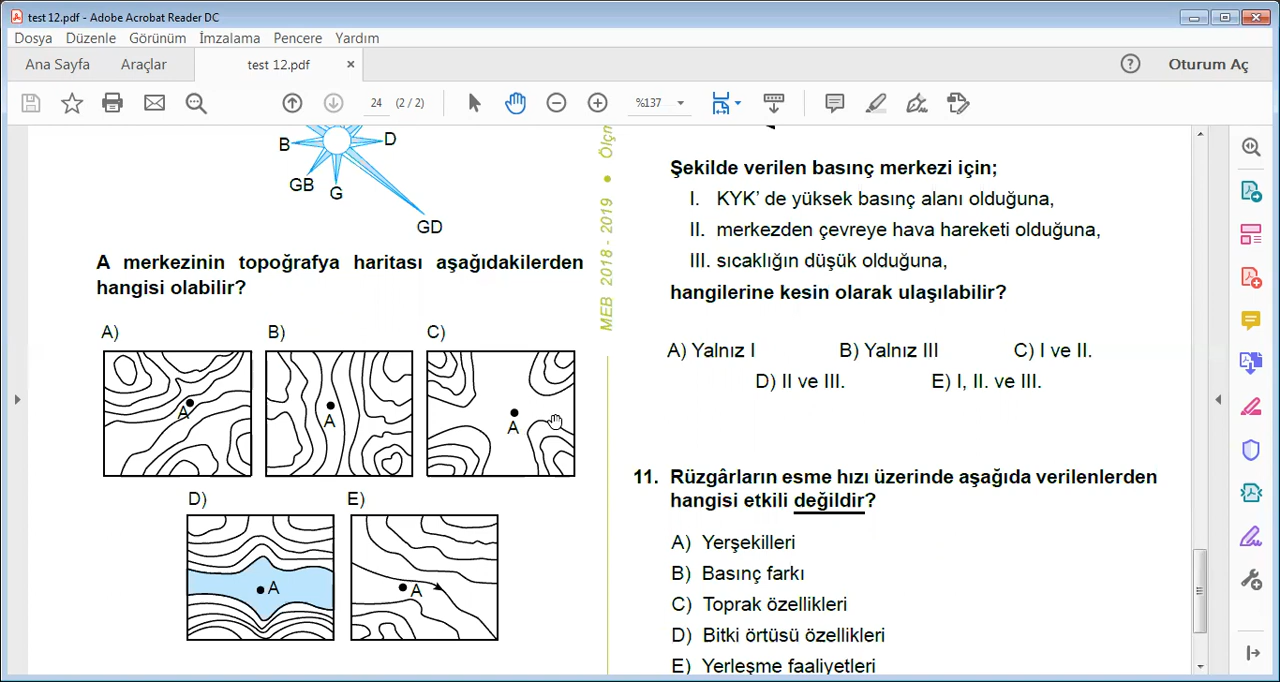 test 12.pdf - Adobe Acrobat Reader DC
Dosya Düzenle Görünüm İmzalama Pencere Yardım
Ana Sayfa Araçlar test 12.pdf × Oturum Aç
24 (2 / 2) %137
B D
GB G
GD
A merkezinin topoğrafya haritası aşağıdakilerden
hangisi olabilir?
A) B) C)
A A A
D) E)
A A
MEB 2018 - 2019 • Ölçm
Şekilde verilen basınç merkezi için;
I. KYK’ de yüksek basınç alanı olduğuna,
II. merkezden çevreye hava hareketi olduğuna,
III. sıcaklığın düşük olduğuna,
hangilerine kesin olarak ulaşılabilir?
A) Yalnız I B) Yalnız III C) I ve II.
D) II ve III. E) I, II. ve III.
11. Rüzgârların esme hızı üzerinde aşağıda verilenlerden
hangisi etkili değildir?
A) Yerşekilleri
B) Basınç farkı
C) Toprak özellikleri
D) Bitki örtüsü özellikleri
E) Yerleşme faaliyetleri